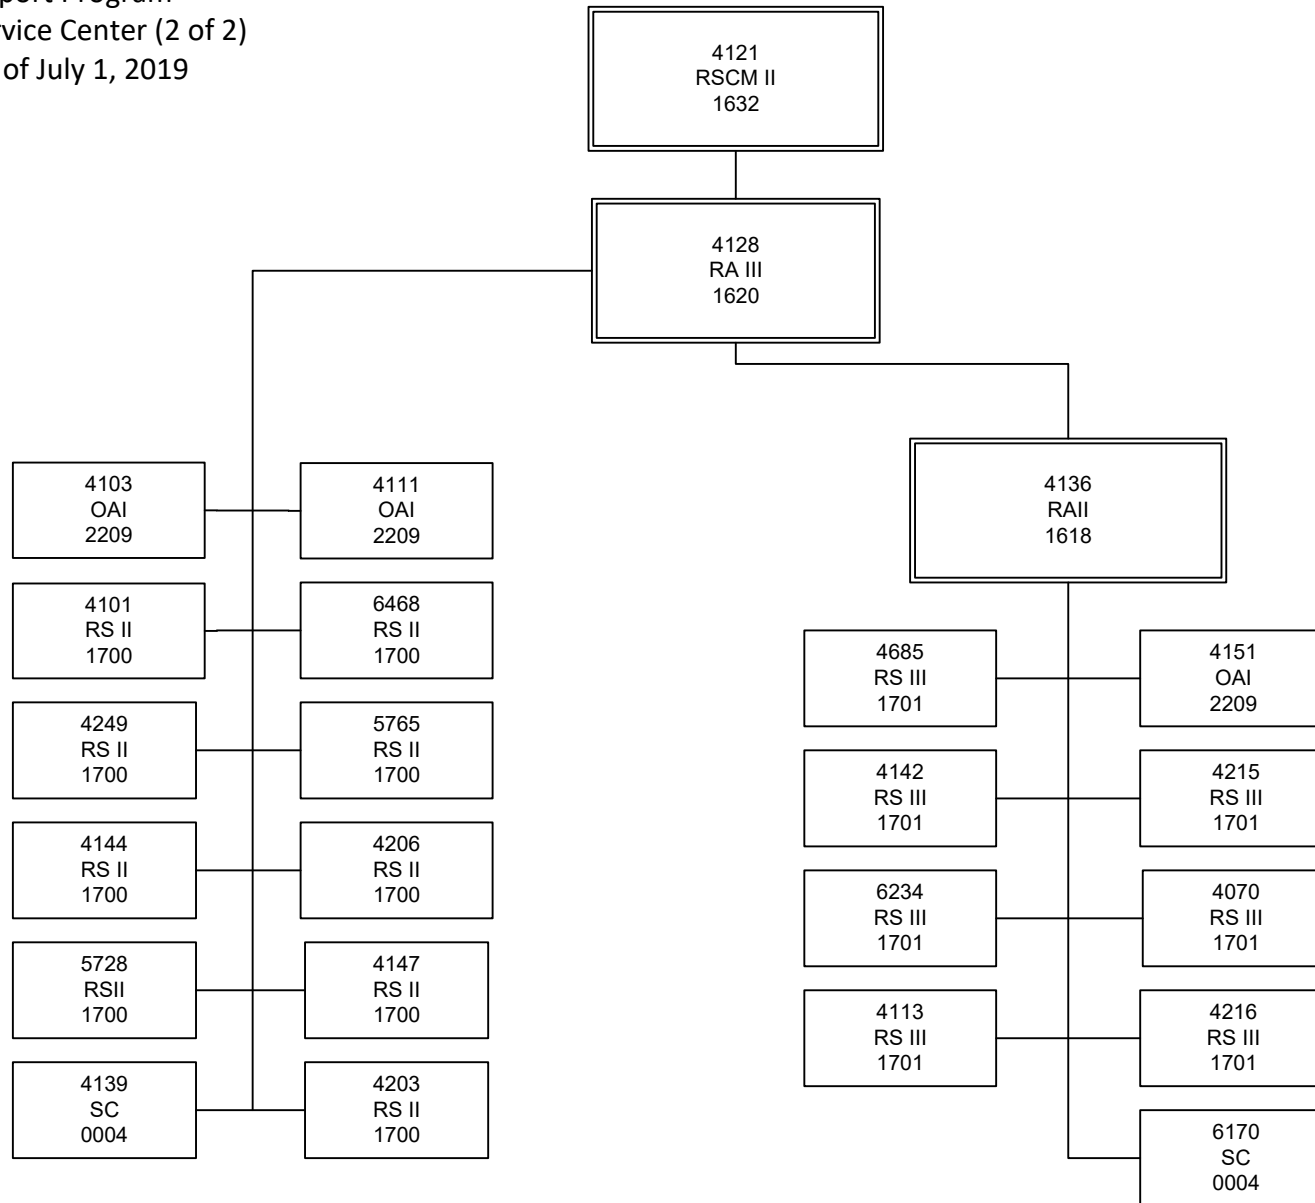 port Program
rvice Center (2 of 2)
of July 1, 2019
4121
RSCM II
1632
4128
RA III
1620
4136
RAII
1618
4103
OAI
2209
4111
OAI
2209
4101
RS II
1700
6468
RS II
1700
4249
RS II
1700
5765
RS II
1700
4144
RS II
1700
4206
RS II
1700
5728
RSII
1700
4147
RS II
1700
4139
SC
0004
4203
RS II
1700
4685
RS III
1701
4151
OAI
2209
4142
RS III
1701
4215
RS III
1701
6234
RS III
1701
4070
RS III
1701
4113
RS III
1701
4216
RS III
1701
6170
SC
0004